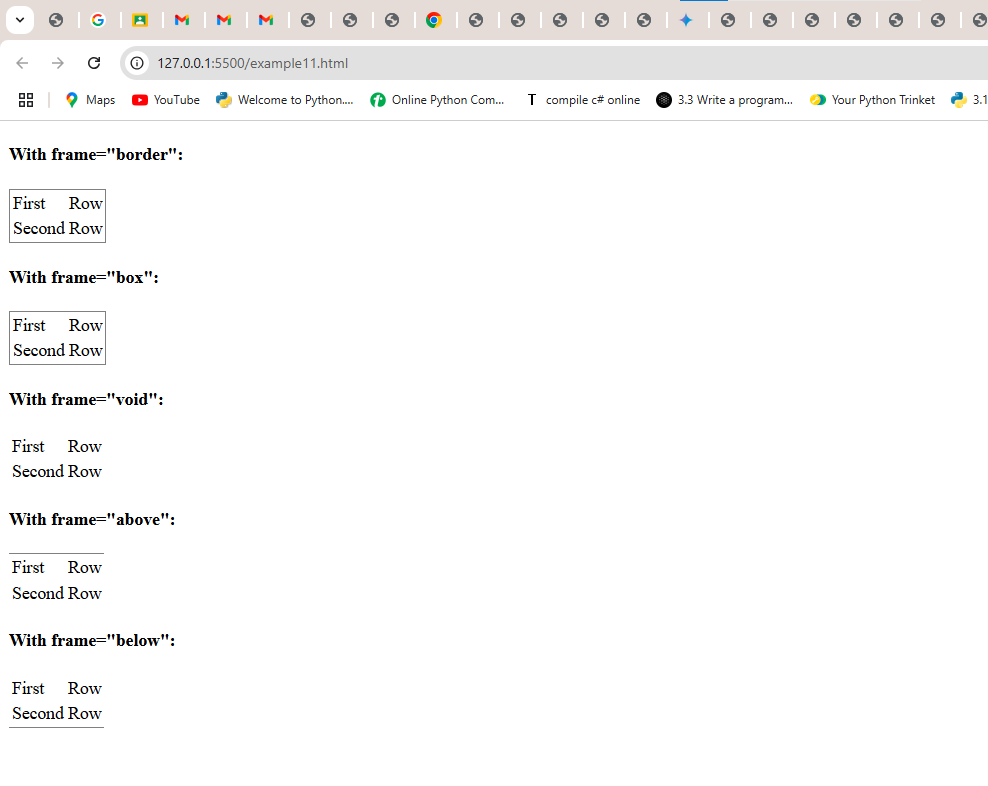 127.0.0.1:5500/example11.html
Maps YouTube Welcome to Python.... Online Python Com... T compile c# online 3.3 Write a program... Your Python Trinket 3.1
With frame="border":
First Row
Second Row
With frame="box":
First Row
Second Row
With frame="void":
First Row
Second Row
With frame="above":
First Row
Second Row
With frame="below":
First Row
Second Row